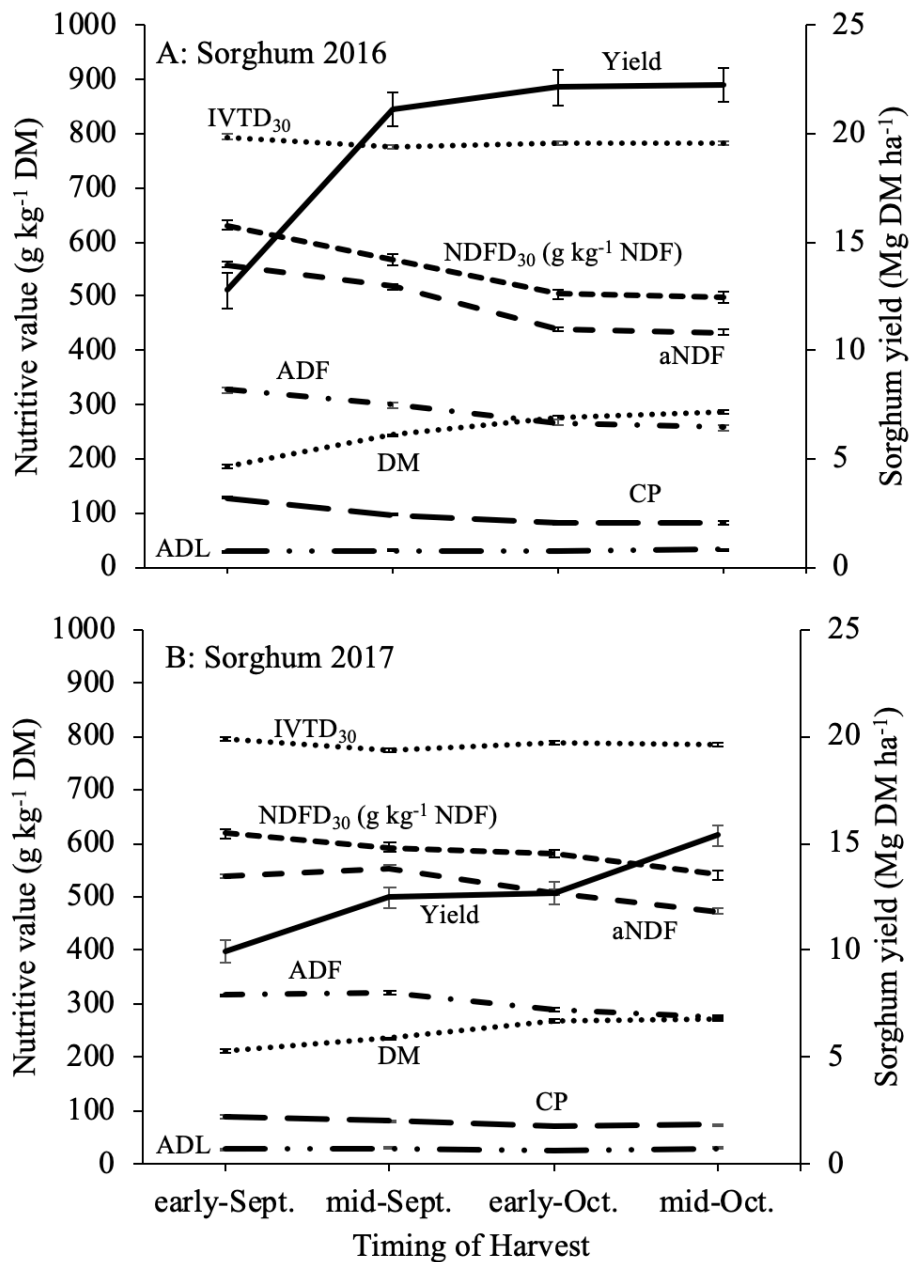 A: Sorghum 2016
Nutritive value (g kg⁻¹ DM)
Sorghum yield (Mg DM ha⁻¹)
1000
900
800
700
600
500
400
300
200
100
0
25
20
15
10
5
0
Yield
IVTD₃₀
NDFD₃₀ (g kg⁻¹ NDF)
aNDF
ADF
DM
CP
ADL
B: Sorghum 2017
Nutritive value (g kg⁻¹ DM)
Sorghum yield (Mg DM ha⁻¹)
1000
900
800
700
600
500
400
300
200
100
0
25
20
15
10
5
0
IVTD₃₀
NDFD₃₀ (g kg⁻¹ NDF)
Yield
aNDF
ADF
DM
CP
ADL
early-Sept. mid-Sept. early-Oct. mid-Oct.
Timing of Harvest